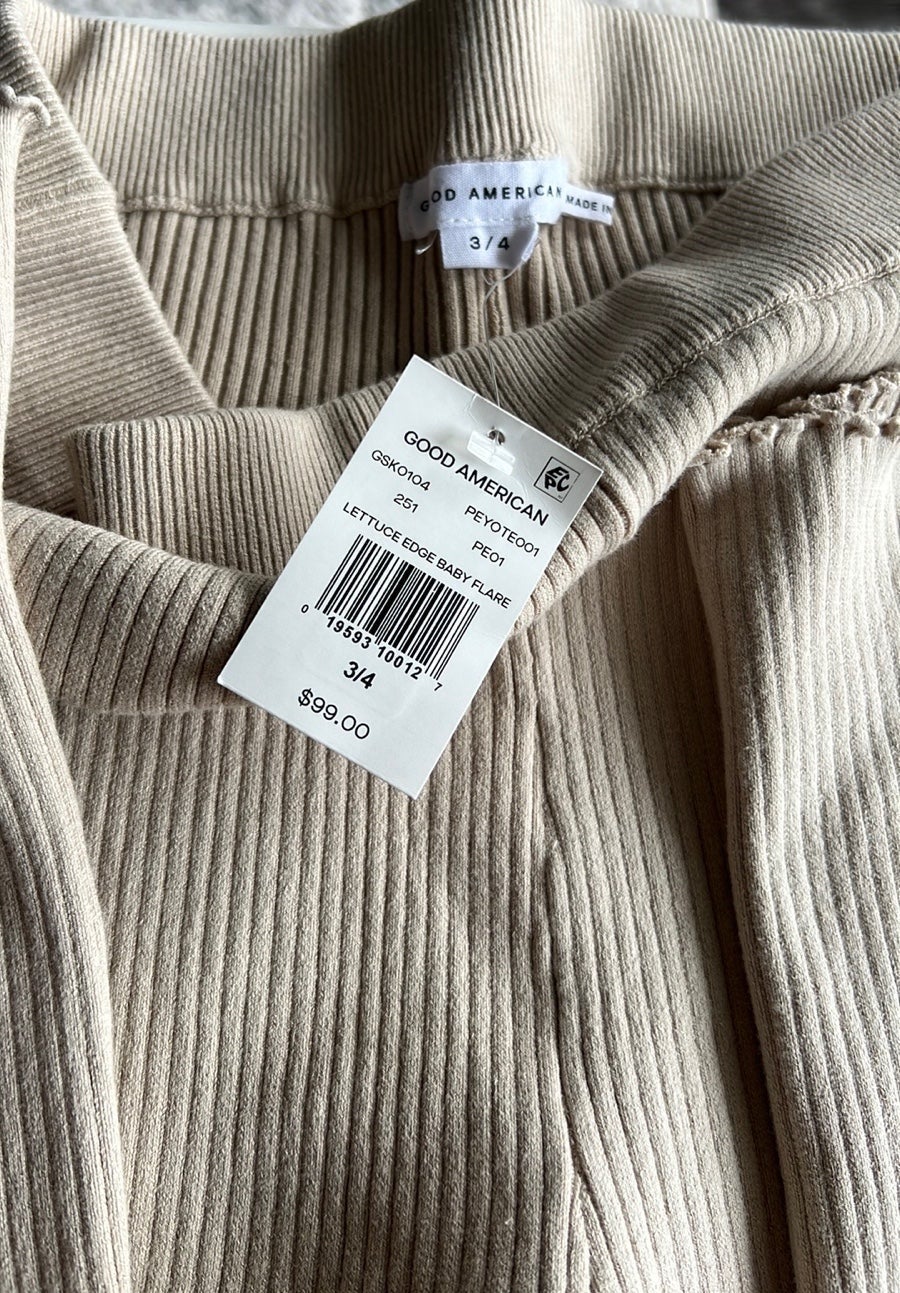 GOOD AMERICAN
MADE IN
3/4
GOOD AMERICAN
GSK0104 PEYOTE001
251 PE01
LETTUCE EDGE BABY FLARE
0 19593 10012 7
3/4
$99.00